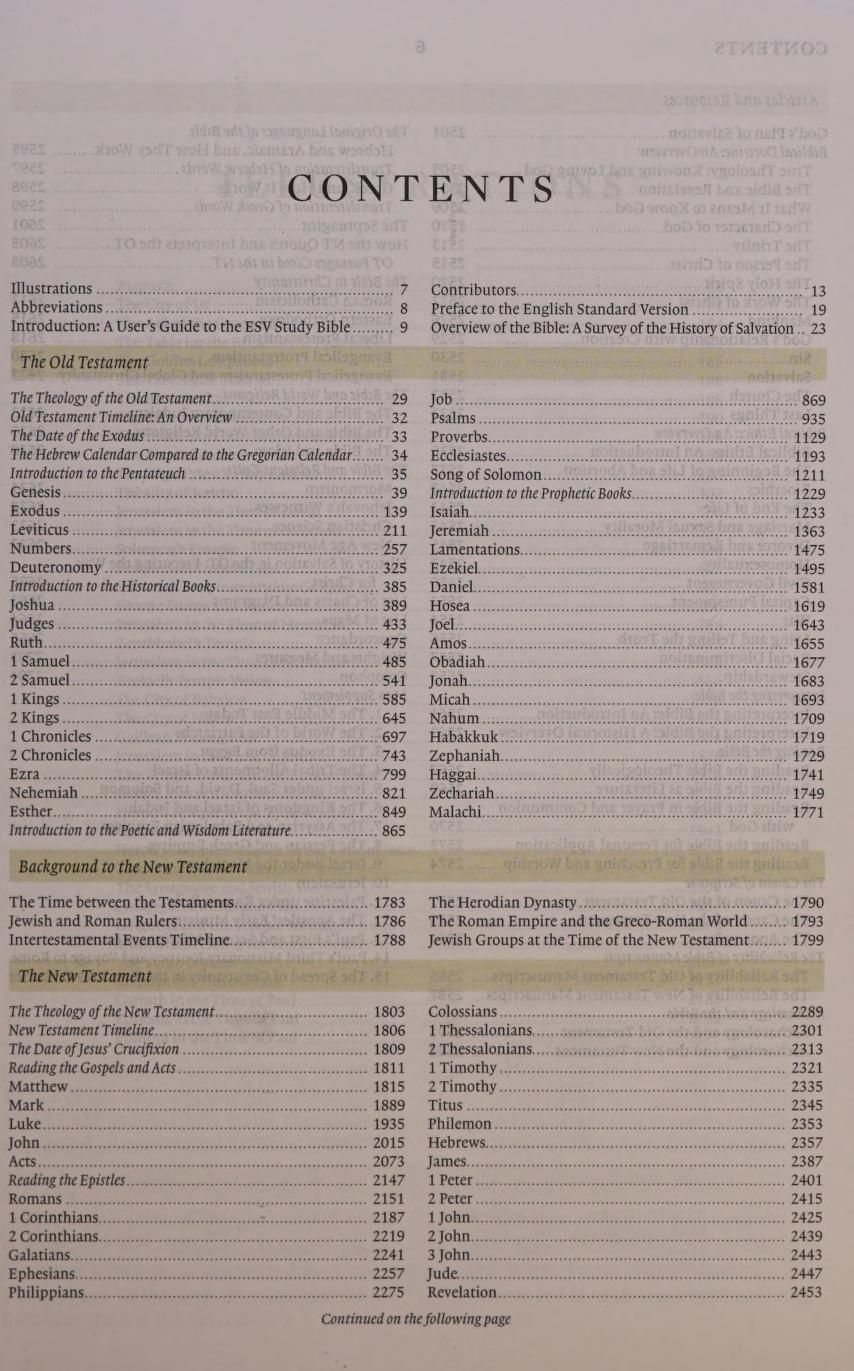 CONTENTS
Illustrations ........ 7
Abbreviations ........ 8
Introduction: A User's Guide to the ESV Study Bible ........ 9
Contributors ........ 13
Preface to the English Standard Version ........ 19
Overview of the Bible: A Survey of the History of Salvation .. 23
The Old Testament
The Theology of the Old Testament ........ 29
Old Testament Timeline: An Overview ........ 32
The Date of the Exodus ........ 33
The Hebrew Calendar Compared to the Gregorian Calendar ........ 34
Introduction to the Pentateuch ........ 35
Genesis ........ 39
Exodus ........ 139
Leviticus ........ 211
Numbers ........ 257
Deuteronomy ........ 325
Introduction to the Historical Books ........ 385
Joshua ........ 389
Judges ........ 433
Ruth ........ 475
1 Samuel ........ 485
2 Samuel ........ 541
1 Kings ........ 585
2 Kings ........ 645
1 Chronicles ........ 697
2 Chronicles ........ 743
Ezra ........ 799
Nehemiah ........ 821
Esther ........ 849
Introduction to the Poetic and Wisdom Literature ........ 865
Job ........ 869
Psalms ........ 935
Proverbs ........ 1129
Ecclesiastes ........ 1193
Song of Solomon ........ 1211
Introduction to the Prophetic Books ........ 1229
Isaiah ........ 1233
Jeremiah ........ 1363
Lamentations ........ 1475
Ezekiel ........ 1495
Daniel ........ 1581
Hosea ........ 1619
Joel ........ 1643
Amos ........ 1655
Obadiah ........ 1677
Jonah ........ 1683
Micah ........ 1693
Nahum ........ 1709
Habakkuk ........ 1719
Zephaniah ........ 1729
Haggai ........ 1741
Zechariah ........ 1749
Malachi ........ 1771
Background to the New Testament
The Time between the Testaments ........ 1783
Jewish and Roman Rulers ........ 1786
Intertestamental Events Timeline ........ 1788
The Herodian Dynasty ........ 1790
The Roman Empire and the Greco-Roman World ........ 1793
Jewish Groups at the Time of the New Testament ........ 1799
The New Testament
The Theology of the New Testament ........ 1803
New Testament Timeline ........ 1806
The Date of Jesus' Crucifixion ........ 1809
Reading the Gospels and Acts ........ 1811
Matthew ........ 1815
Mark ........ 1889
Luke ........ 1935
John ........ 2015
Acts ........ 2073
Reading the Epistles ........ 2147
Romans ........ 2151
1 Corinthians ........ 2187
2 Corinthians ........ 2219
Galatians ........ 2241
Ephesians ........ 2257
Philippians ........ 2275
Colossians ........ 2289
1 Thessalonians ........ 2301
2 Thessalonians ........ 2313
1 Timothy ........ 2321
2 Timothy ........ 2335
Titus ........ 2345
Philemon ........ 2353
Hebrews ........ 2357
James ........ 2387
1 Peter ........ 2401
2 Peter ........ 2415
1 John ........ 2425
2 John ........ 2439
3 John ........ 2443
Jude ........ 2447
Revelation ........ 2453
Continued on the following page